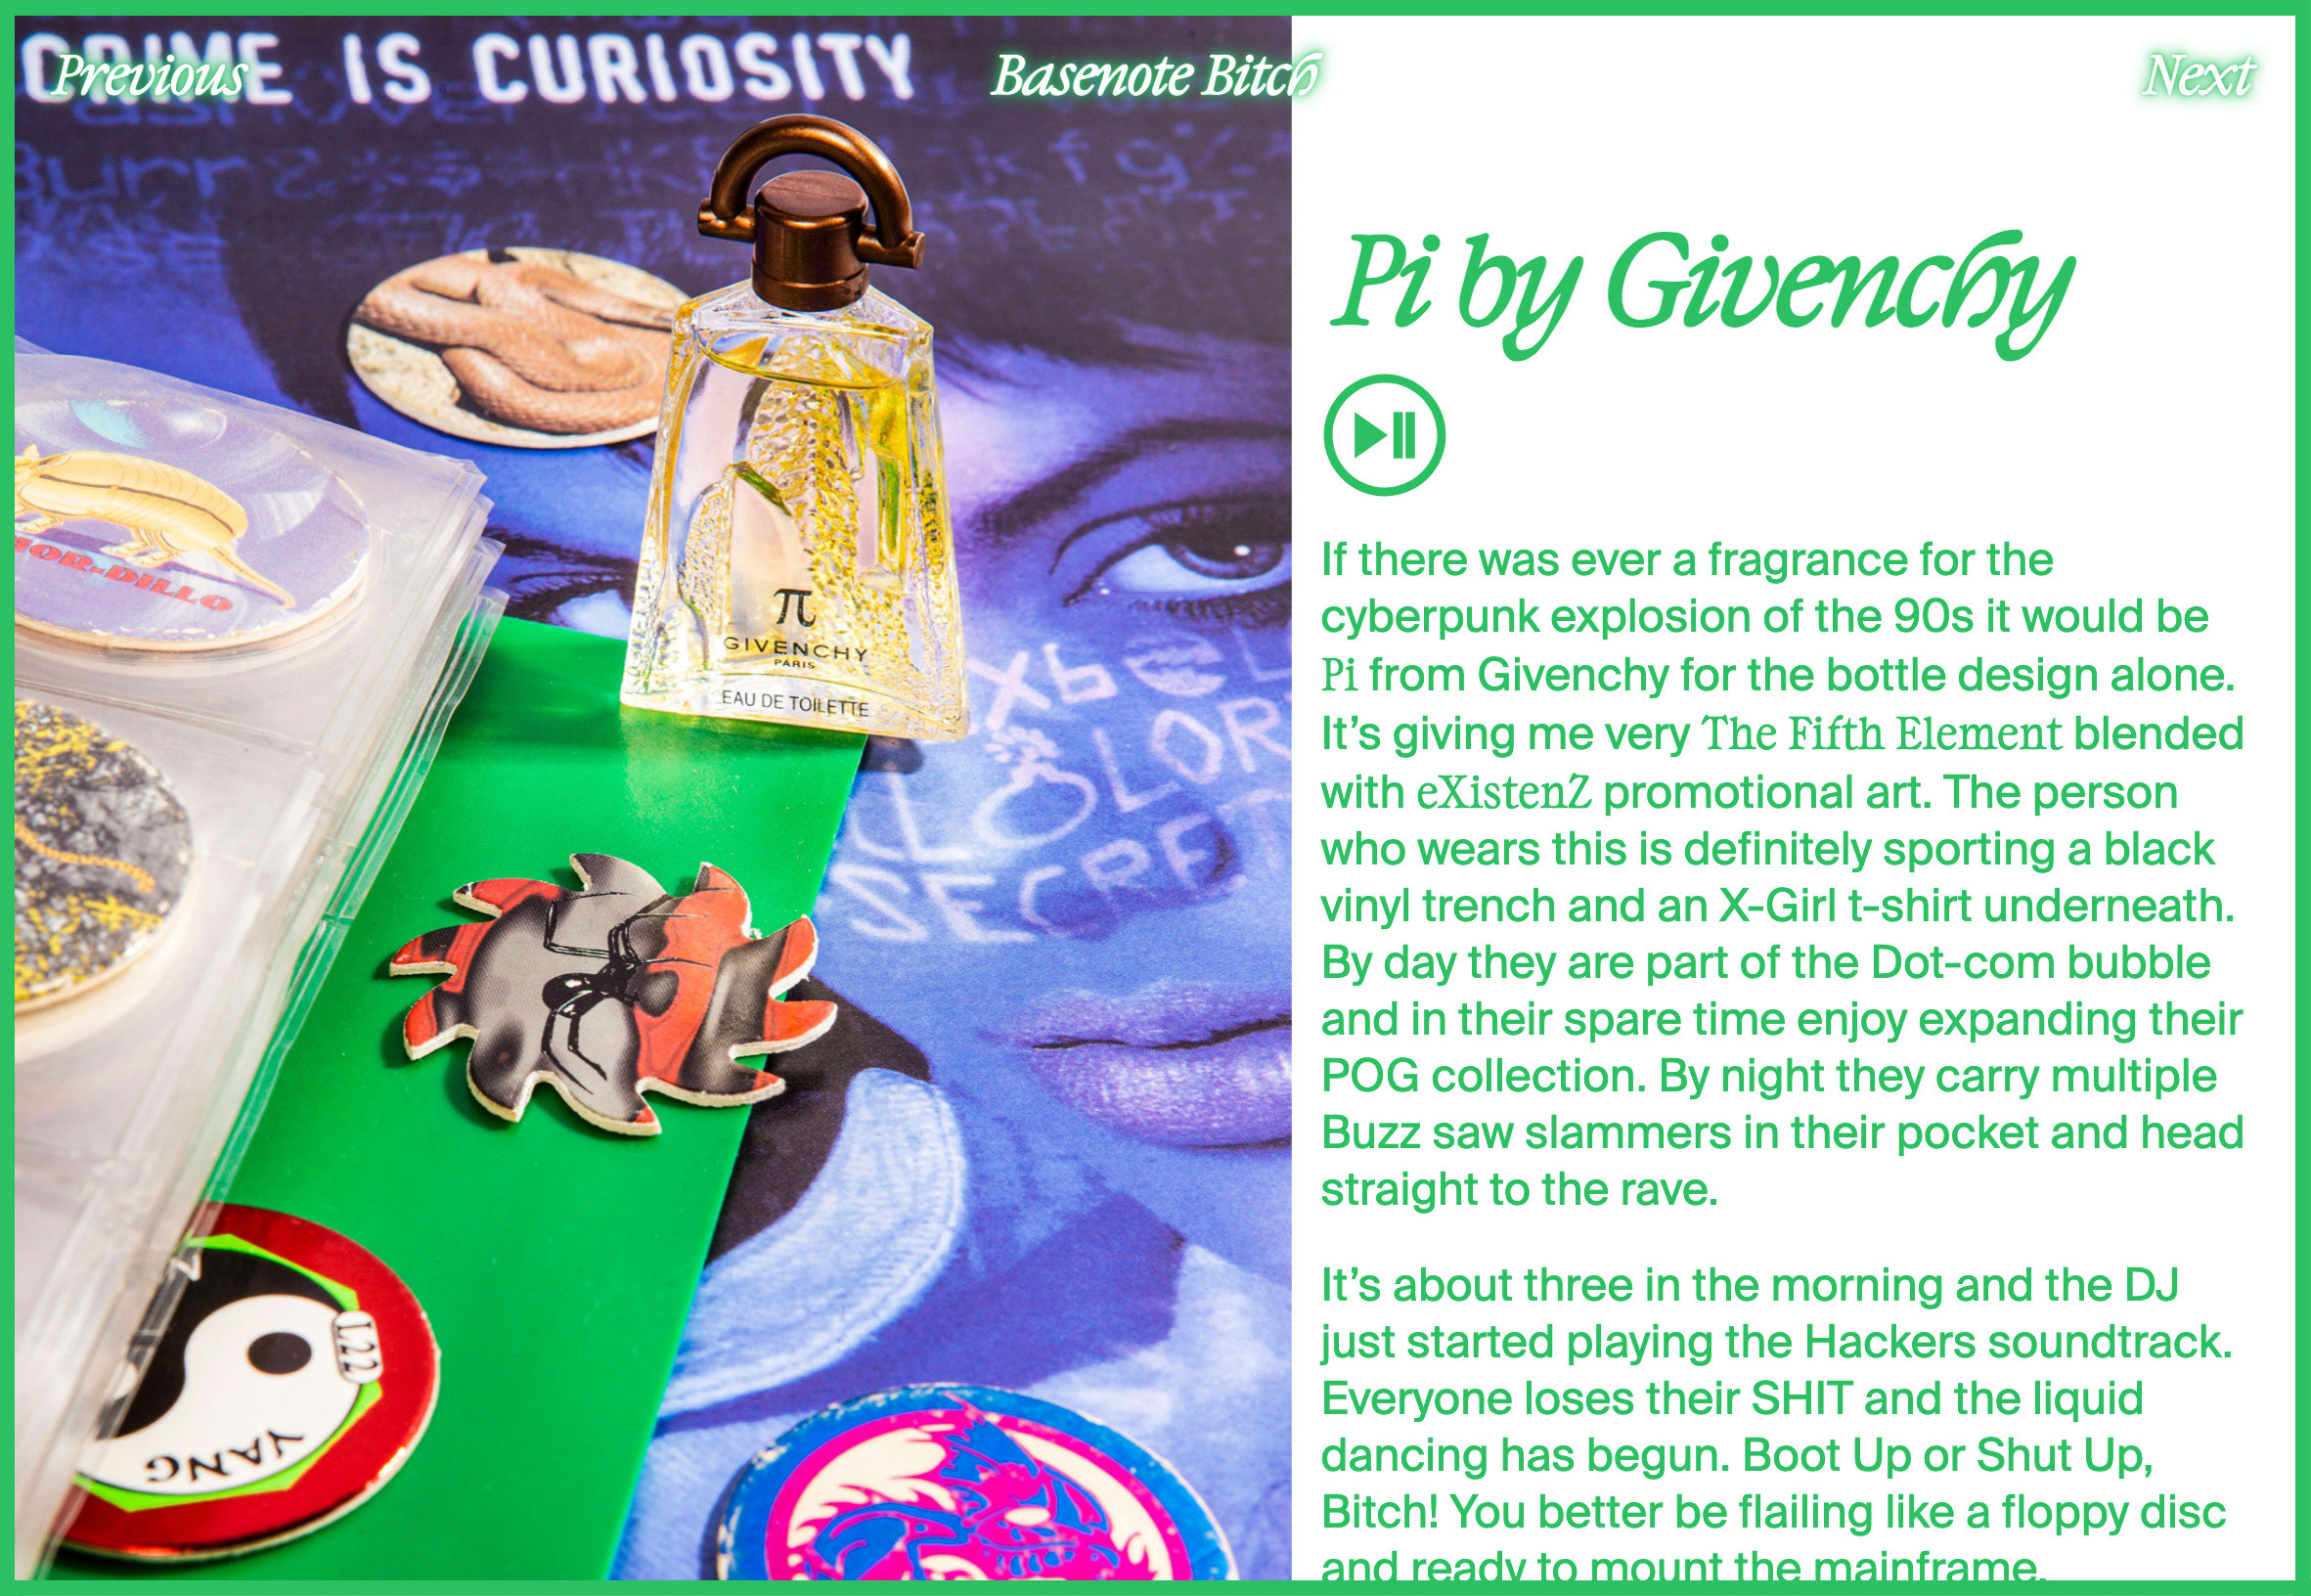 Previous
Basenote Bitch
Next
IS CURIOSITY
Pi by Givenchy
If there was ever a fragrance for the
cyberpunk explosion of the 90s it would be
Pi from Givenchy for the bottle design alone.
It’s giving me very The Fifth Element blended
with eXistenZ promotional art. The person
who wears this is definitely sporting a black
vinyl trench and an X-Girl t-shirt underneath.
By day they are part of the Dot-com bubble
and in their spare time enjoy expanding their
POG collection. By night they carry multiple
Buzz saw slammers in their pocket and head
straight to the rave.
It’s about three in the morning and the DJ
just started playing the Hackers soundtrack.
Everyone loses their SHIT and the liquid
dancing has begun. Boot Up or Shut Up,
Bitch! You better be flailing like a floppy disc
and ready to mount the mainframe.
π
GIVENCHY
PARIS
EAU DE TOILETTE
MOR-DILLO
SECRET
L222
YANG